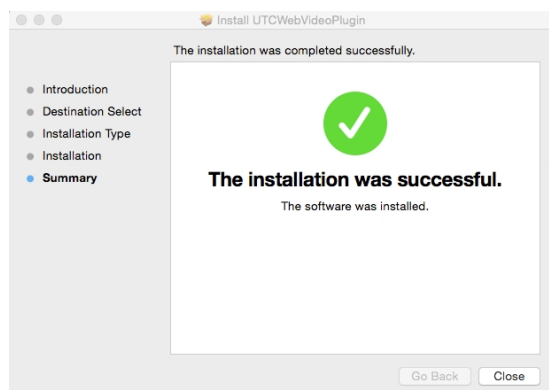 Install UTCWebVideoPlugin
The installation was completed successfully.
Introduction
Destination Select
Installation Type
Installation
Summary
The installation was successful.
The software was installed.
Go Back
Close